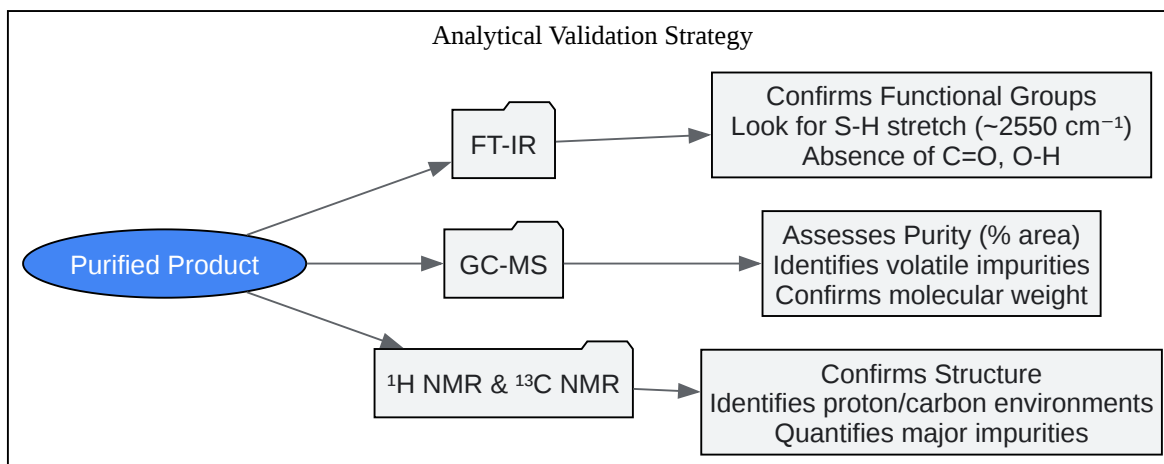 Analytical Validation Strategy
FT-IR
Confirms Functional Groups
Look for S-H stretch (~2550 cm⁻¹)
Absence of C=O, O-H
Purified Product
GC-MS
Assesses Purity (% area)
Identifies volatile impurities
Confirms molecular weight
¹H NMR & ¹³C NMR
Confirms Structure
Identifies proton/carbon environments
Quantifies major impurities